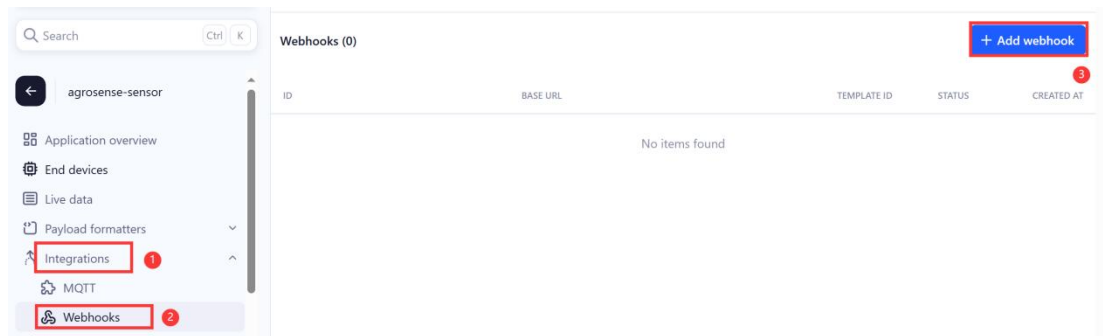 Search Ctrl K
agrosense-sensor
Application overview
End devices
Live data
Payload formatters
Integrations 1
MQTT
Webhooks 2
Webhooks (0)
+ Add webhook
3
ID BASE URL TEMPLATE ID STATUS CREATED AT
No items found